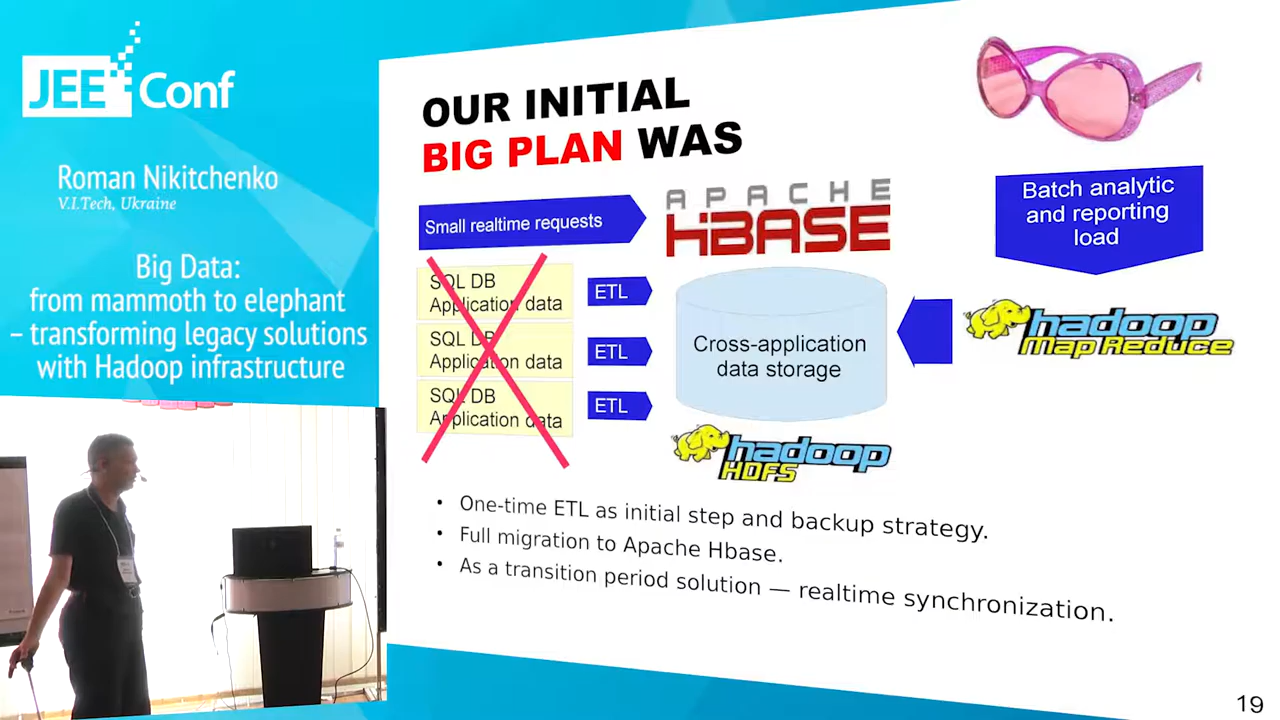 JEE Conf
Roman Nikitchenko
V.I.Tech, Ukraine
Big Data:
from mammoth to elephant
– transforming legacy solutions
with Hadoop infrastructure
OUR INITIAL
BIG PLAN WAS
Small realtime requests
APACHE
HBASE
Batch analytic
and reporting
load
SQL DB
Application data
ETL
SQL DB
Application data
ETL
SQL DB
Application data
ETL
Cross-application
data storage
hadoop
Map Reduce
hadoop
HDFS
• One-time ETL as initial step and backup strategy.
• Full migration to Apache Hbase.
• As a transition period solution — realtime synchronization.
19